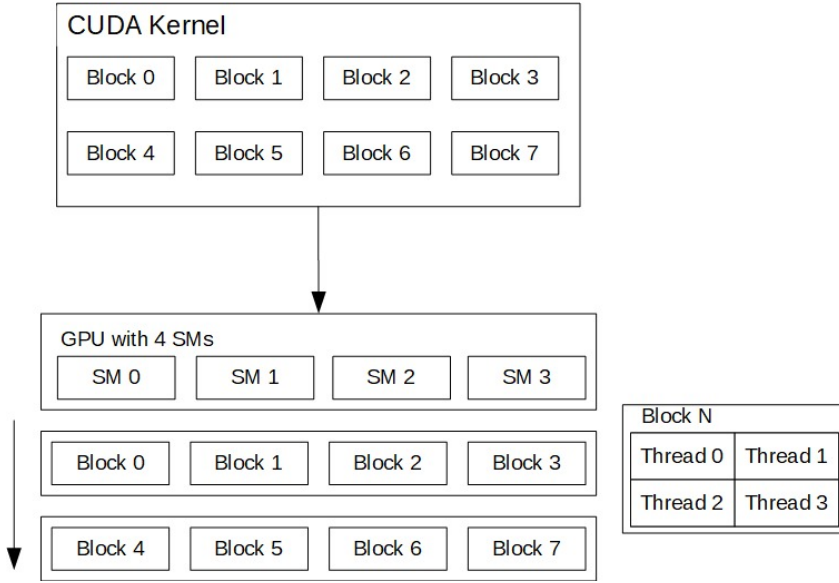 CUDA Kernel
Block 0 Block 1 Block 2 Block 3
Block 4 Block 5 Block 6 Block 7
GPU with 4 SMs
SM 0 SM 1 SM 2 SM 3
Block 0 Block 1 Block 2 Block 3
Block 4 Block 5 Block 6 Block 7
Block N
Thread 0 Thread 1
Thread 2 Thread 3